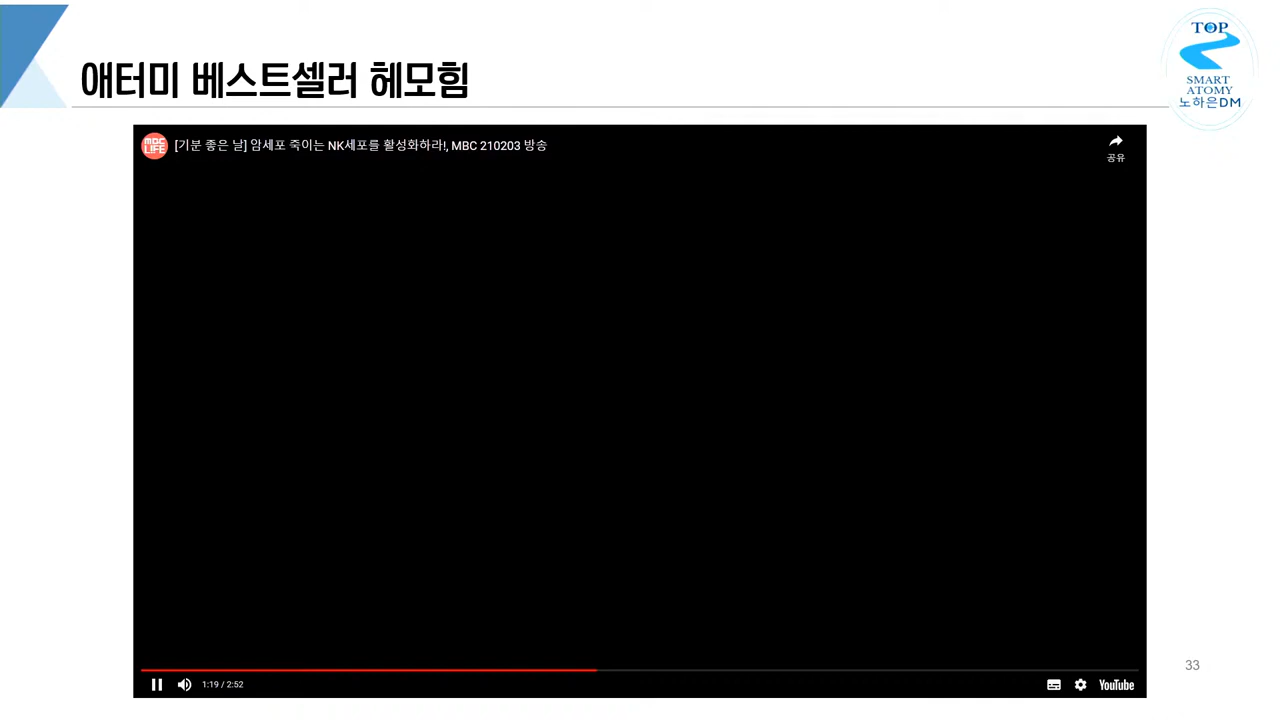 애터미 베스트셀러 헤모힘
TOP
SMART
ATOMY
노하은DM
MBC
LIFE
[기분 좋은 날] 암세포 죽이는 NK세포를 활성화하라!, MBC 210203 방송
공유
33
1:19 / 2:52
YouTube